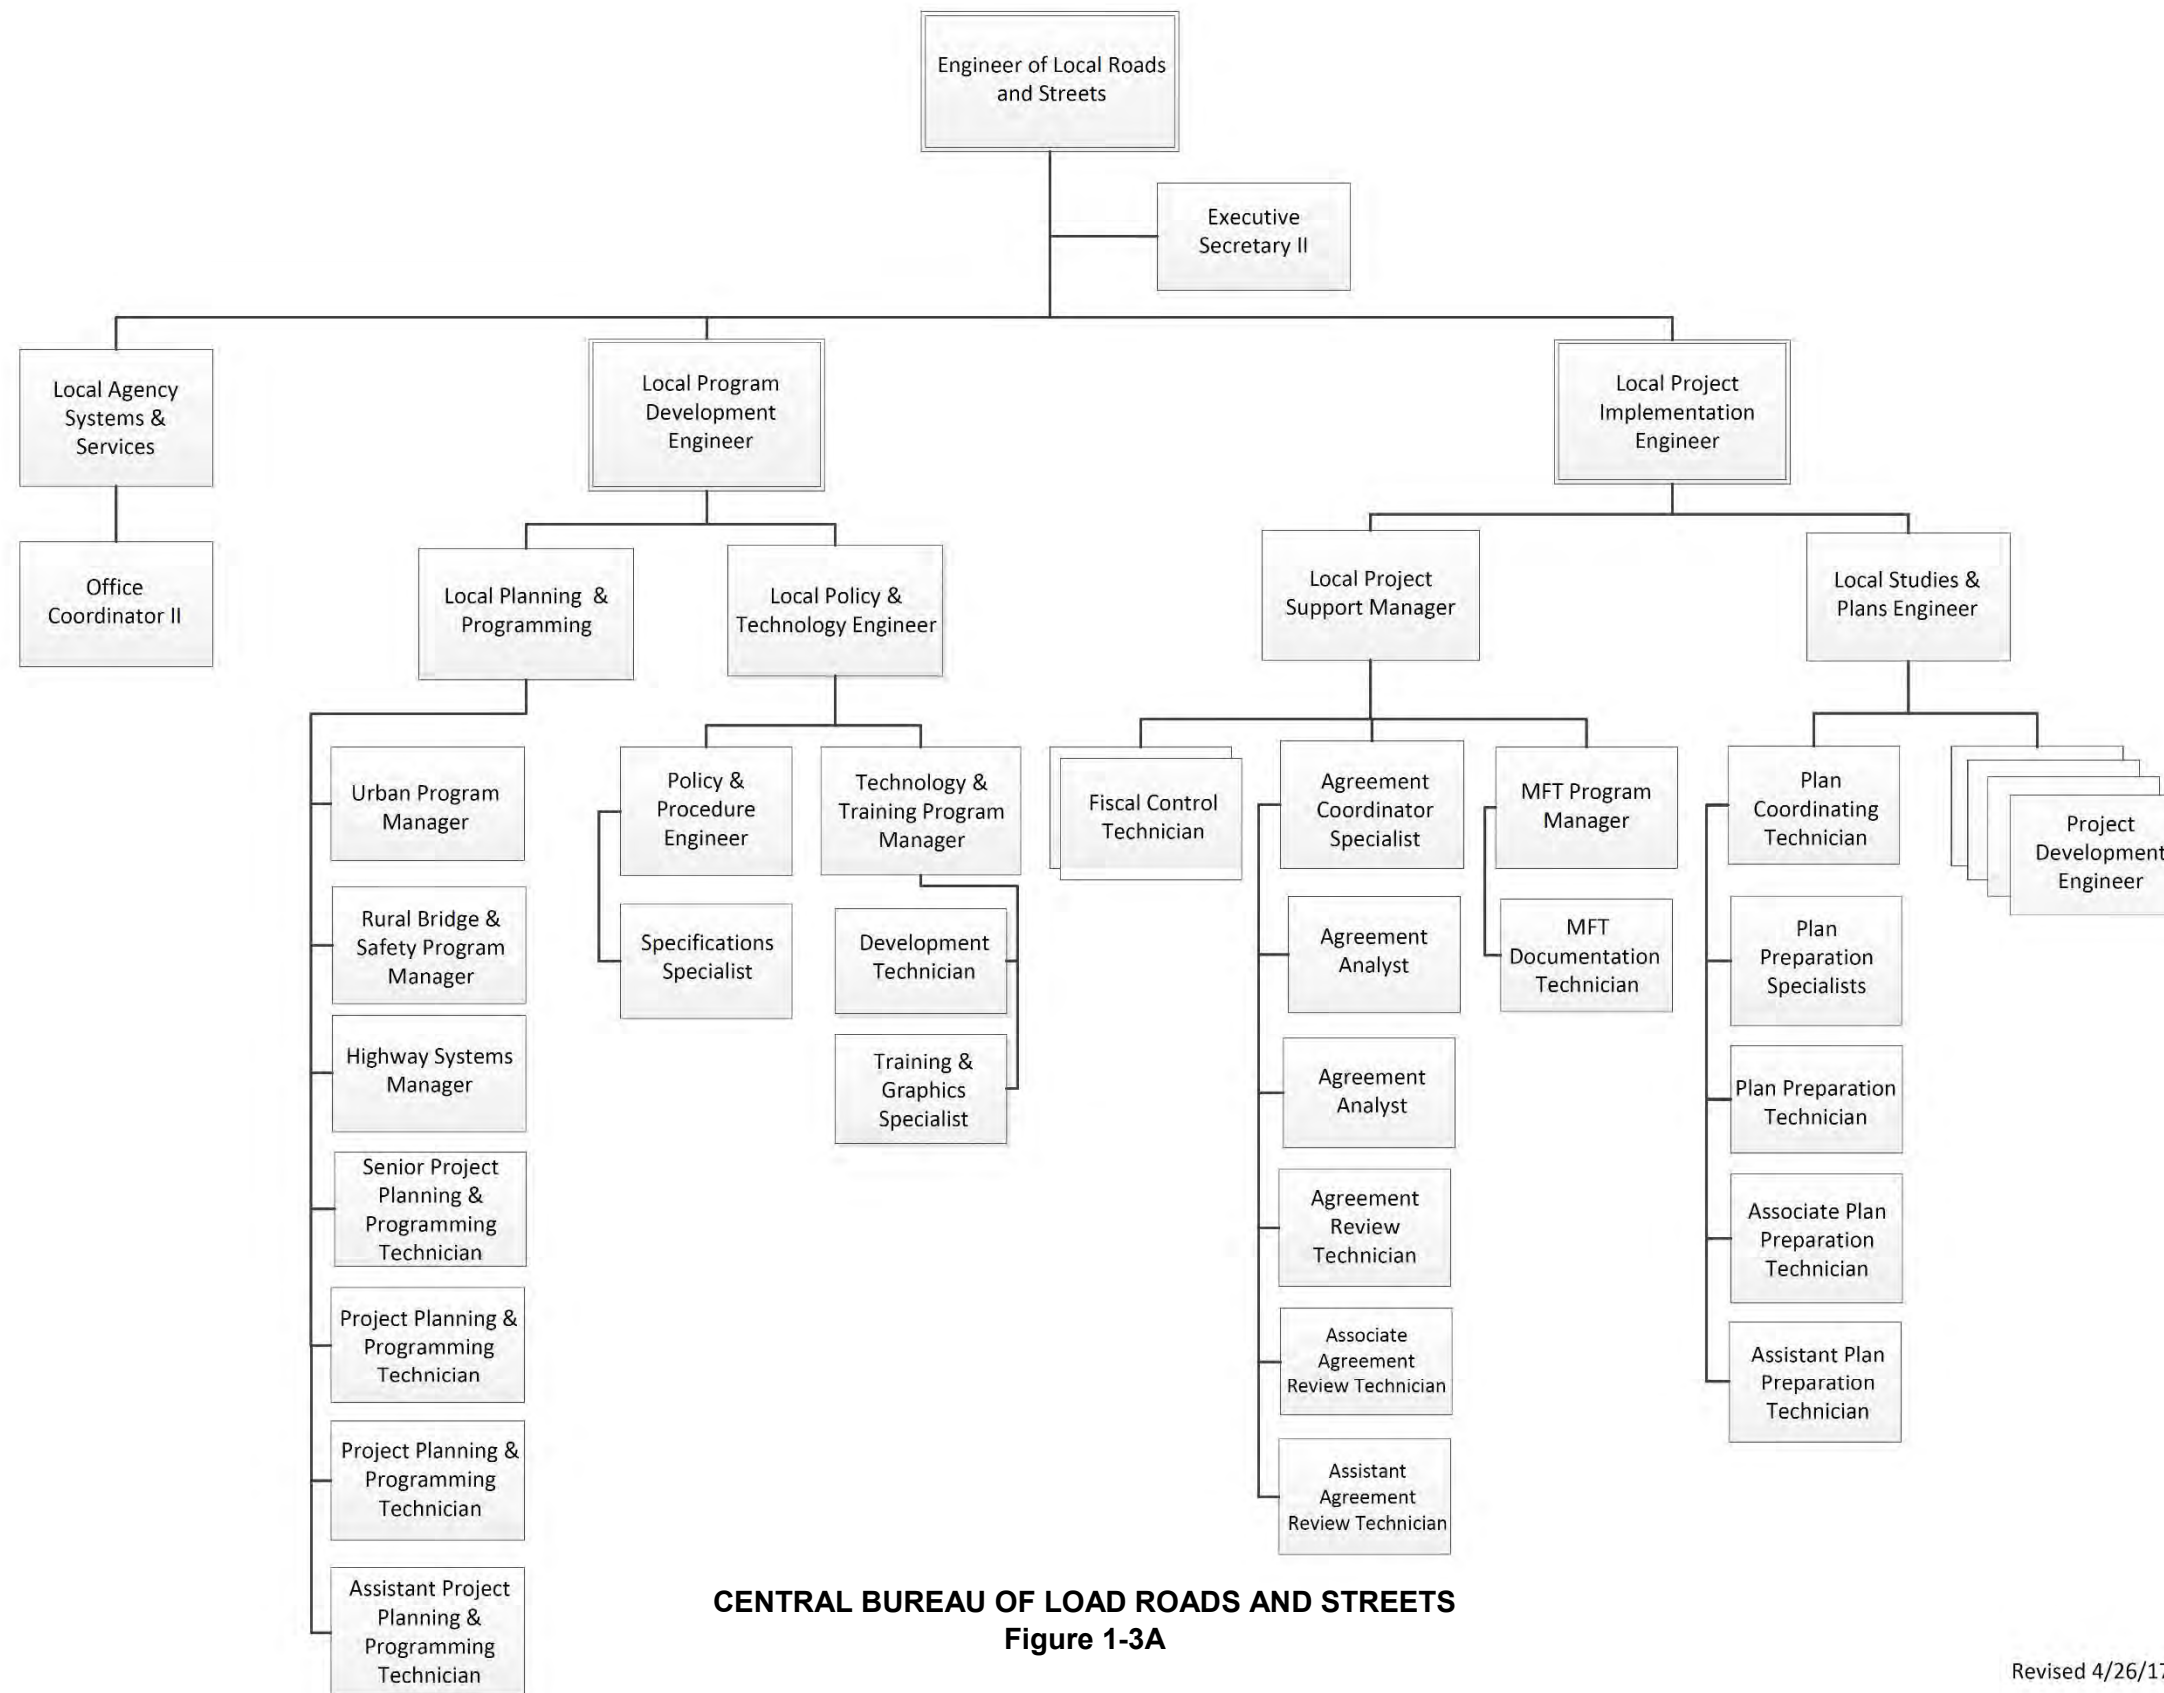 Engineer of Local Roads
and Streets
Executive
Secretary II
Local Agency
Systems &
Services
Local Program
Development
Engineer
Local Project
Implementation
Engineer
Office
Coordinator II
Local Planning &
Programming
Local Policy &
Technology Engineer
Local Project
Support Manager
Local Studies &
Plans Engineer
Urban Program
Manager
Rural Bridge &
Safety Program
Manager
Highway Systems
Manager
Senior Project
Planning &
Programming
Technician
Project Planning &
Programming
Technician
Project Planning &
Programming
Technician
Assistant Project
Planning &
Programming
Technician
Policy &
Procedure
Engineer
Specifications
Specialist
Technology &
Training Program
Manager
Development
Technician
Training &
Graphics
Specialist
Fiscal Control
Technician
Agreement
Coordinator
Specialist
Agreement
Analyst
Agreement
Analyst
Agreement
Review
Technician
Associate
Agreement
Review Technician
Assistant
Agreement
Review Technician
MFT Program
Manager
MFT
Documentation
Technician
Plan
Coordinating
Technician
Plan
Preparation
Specialists
Plan Preparation
Technician
Associate Plan
Preparation
Technician
Assistant Plan
Preparation
Technician
Project
Development
Engineer
CENTRAL BUREAU OF LOAD ROADS AND STREETS
Figure 1-3A
Revised 4/26/17